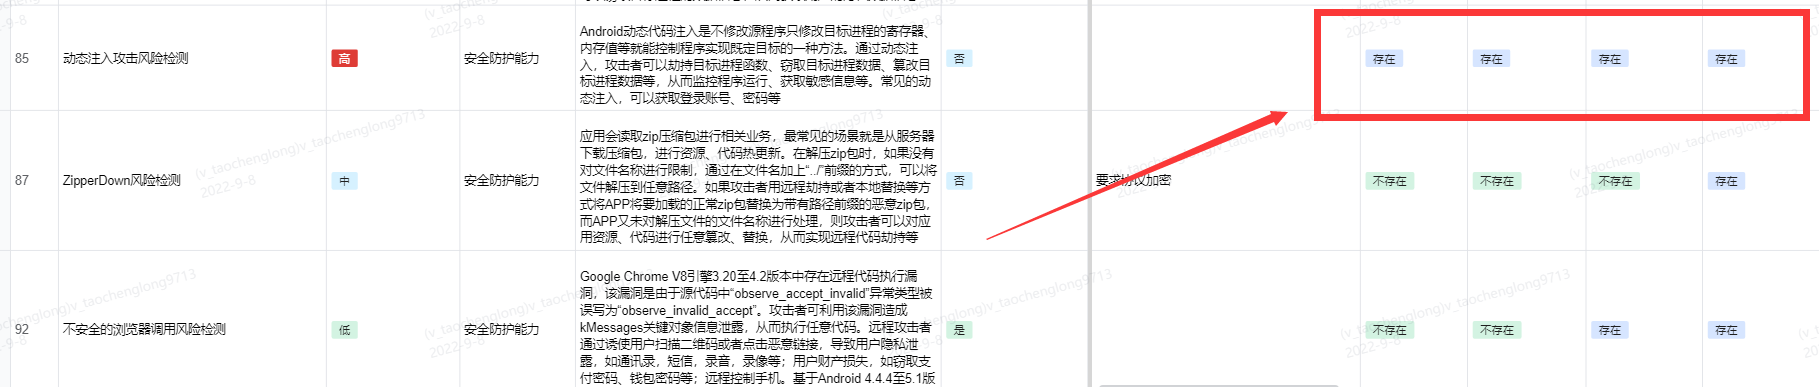 85
动态注入攻击风险检测
高
安全防护能力
Android动态代码注入是不修改源程序只修改目标进程的寄存器、
内存值等就能控制程序实现既定目标的一种方法。通过动态注
入，攻击者可以劫持目标进程函数、窃取目标进程数据、篡改目
标进程数据等，从而监控程序运行、获取敏感信息等。常见的动
态注入，可以获取登录账号、密码等
否
存在
存在
存在
存在
87
ZipperDown风险检测
中
安全防护能力
应用会读取zip压缩包进行相关业务，最常见的场景就是从服务器
下载压缩包，进行资源、代码热更新。在解压zip包时，如果没有
对文件名称进行限制，通过在文件名加上“../”前缀的方式，可以将
文件解压到任意路径。如果攻击者用远程劫持或者本地替换等方
式将APP将要加载的正常zip包替换为带有路径前缀的恶意zip包，
而APP又未对解压文件的文件名称进行处理，则攻击者可以对应
用资源、代码进行任意篡改、替换，从而实现远程代码劫持等
否
要求协议加密
不存在
不存在
不存在
存在
92
不安全的浏览器调用风险检测
低
安全防护能力
Google Chrome V8引擎3.20至4.2版本中存在远程代码执行漏
洞，该漏洞是由于源代码中“observe_accept_invalid”异常类型被
误写为“observe_invalid_accept”。攻击者可利用该漏洞造成
kMessages关键对象信息泄露，从而执行任意代码。远程攻击者
通过诱使用户扫描二维码或者点击恶意链接，导致用户隐私泄
露，如通讯录，短信，录音，录像等；用户财产损失，如窃取支
付密码、钱包密码等；远程控制手机。基于Android 4.4.4至5.1版
是
不存在
不存在
存在
存在
(v_taochenglong)v_taochenglong9713
2022-9-8